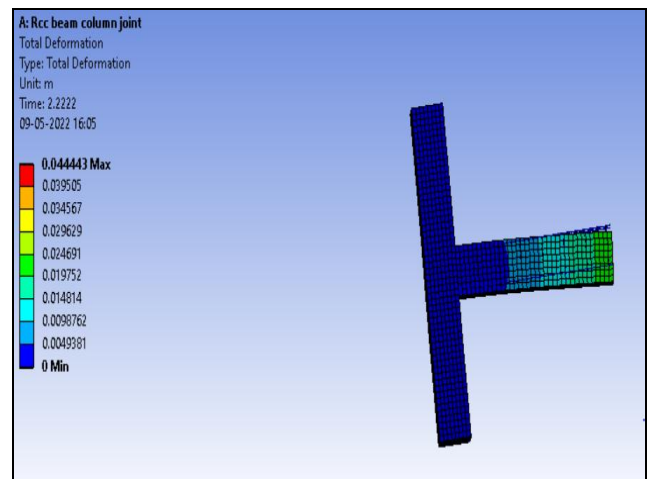 A: Rcc beam column joint
Total Deformation
Type: Total Deformation
Unit: m
Time: 2.2222
09-05-2022 16:05
0.044443 Max
0.039505
0.034567
0.029629
0.024691
0.019752
0.014814
0.0098762
0.0049381
0 Min